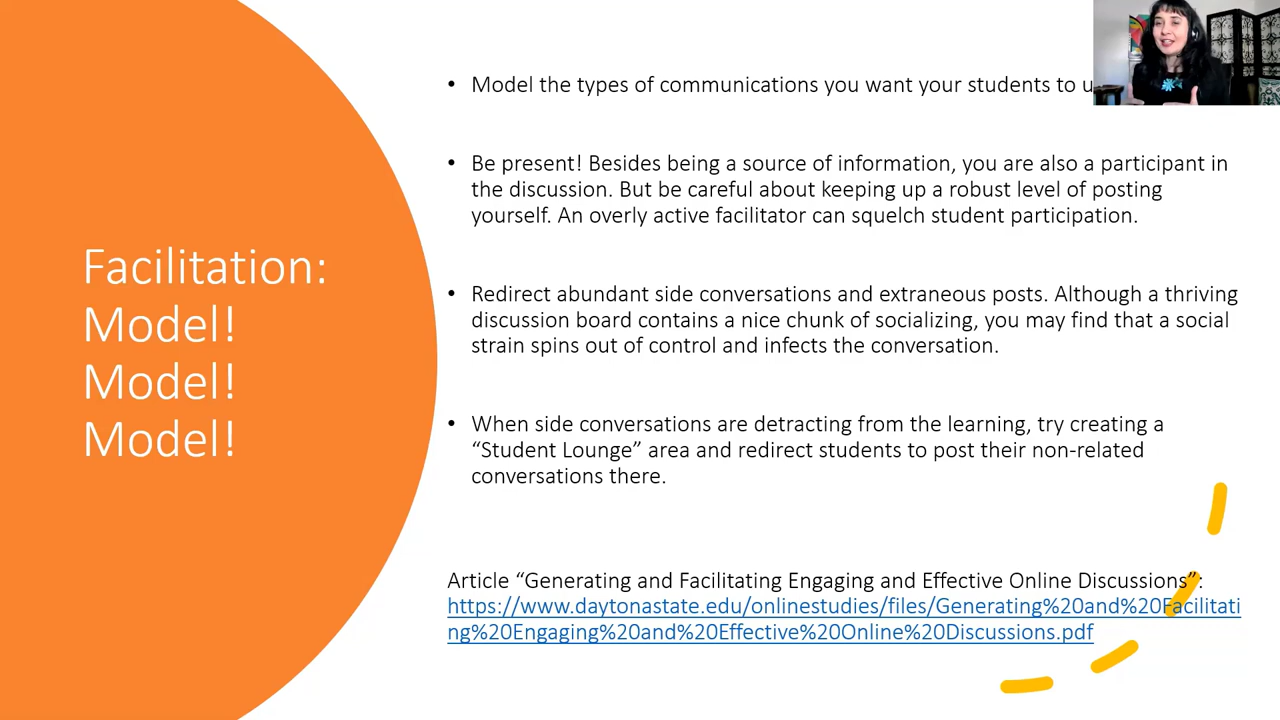 Facilitation:
Model!
Model!
Model!
• Model the types of communications you want your students to
• Be present! Besides being a source of information, you are also a participant in
the discussion. But be careful about keeping up a robust level of posting
yourself. An overly active facilitator can squelch student participation.
• Redirect abundant side conversations and extraneous posts. Although a thriving
discussion board contains a nice chunk of socializing, you may find that a social
strain spins out of control and infects the conversation.
• When side conversations are detracting from the learning, try creating a
“Student Lounge” area and redirect students to post their non-related
conversations there.
Article “Generating and Facilitating Engaging and Effective Online Discussions”:
https://www.daytonastate.edu/onlinestudies/files/Generating%20and%20Facilitati
ng%20Engaging%20and%20Effective%20Online%20Discussions.pdf